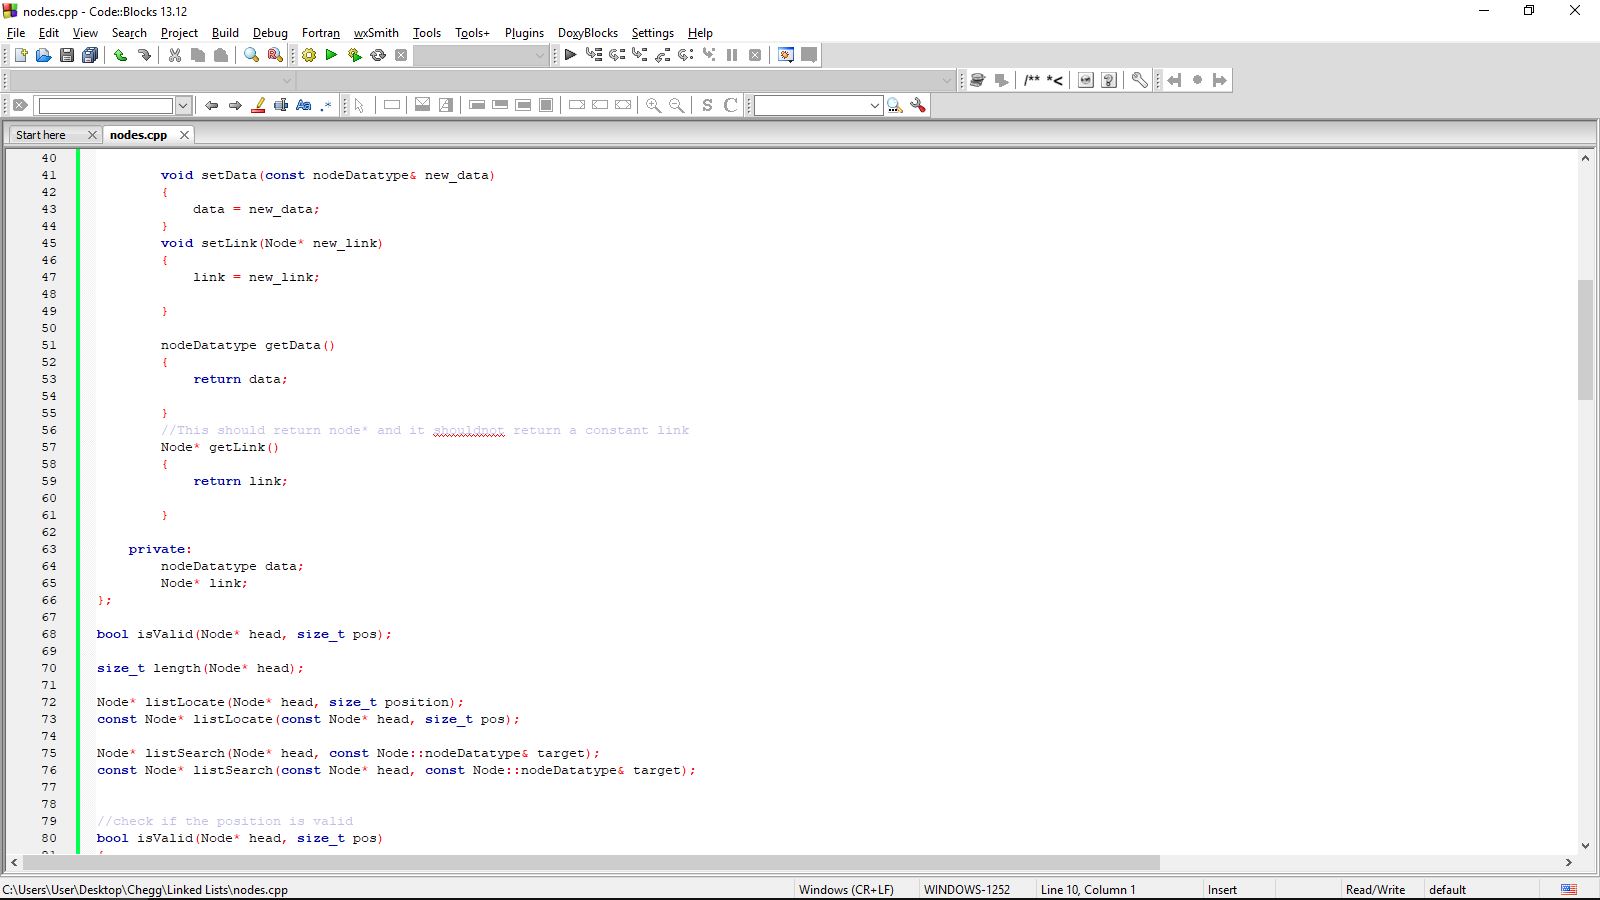 nodes.cpp - Code::Blocks 13.12
File Edit View Search Project Build Debug Fortran wxSmith Tools Tools+ Plugins DoxyBlocks Settings Help
/** *<
Aa .*
S C
Start here nodes.cpp
40
41 void setData(const nodeDatatype& new_data)
42 {
43 data = new_data;
44 }
45 void setLink(Node* new_link)
46 {
47 link = new_link;
48
49 }
50
51 nodeDatatype getData()
52 {
53 return data;
54
55 }
56 //This should return node* and it shouldnot return a constant link
57 Node* getLink()
58 {
59 return link;
60
61 }
62
63 private:
64 nodeDatatype data;
65 Node* link;
66 };
67
68 bool isValid(Node* head, size_t pos);
69
70 size_t length(Node* head);
71
72 Node* listLocate(Node* head, size_t position);
73 const Node* listLocate(const Node* head, size_t pos);
74
75 Node* listSearch(Node* head, const Node::nodeDatatype& target);
76 const Node* listSearch(const Node* head, const Node::nodeDatatype& target);
77
78
79 //check if the position is valid
80 bool isValid(Node* head, size_t pos)
C:\Users\User\Desktop\Chegg\Linked Lists\nodes.cpp Windows (CR+LF) WINDOWS-1252 Line 10, Column 1 Insert Read/Write default